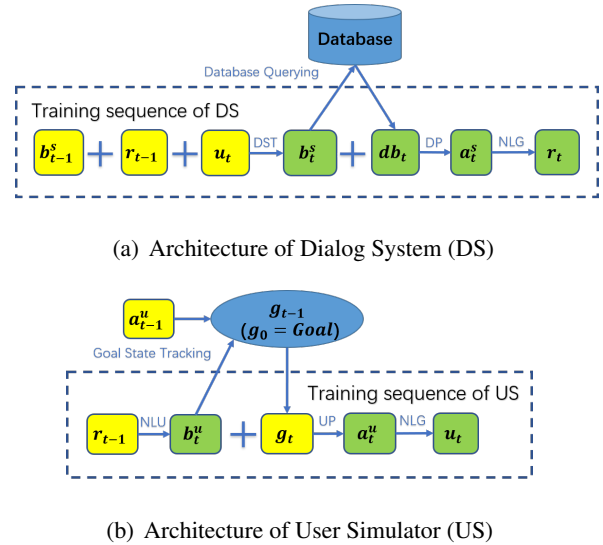 Database
Database Querying
Training sequence of DS
b^s_{t-1} + r_{t-1} + u_t DST b^s_t + db_t DP a^s_t NLG r_t
(a) Architecture of Dialog System (DS)
a^u_{t-1}
g_{t-1}
(g_0 = Goal)
Goal State Tracking
Training sequence of US
r_{t-1} NLU b^u_t + g_t UP a^u_t NLG u_t
(b) Architecture of User Simulator (US)